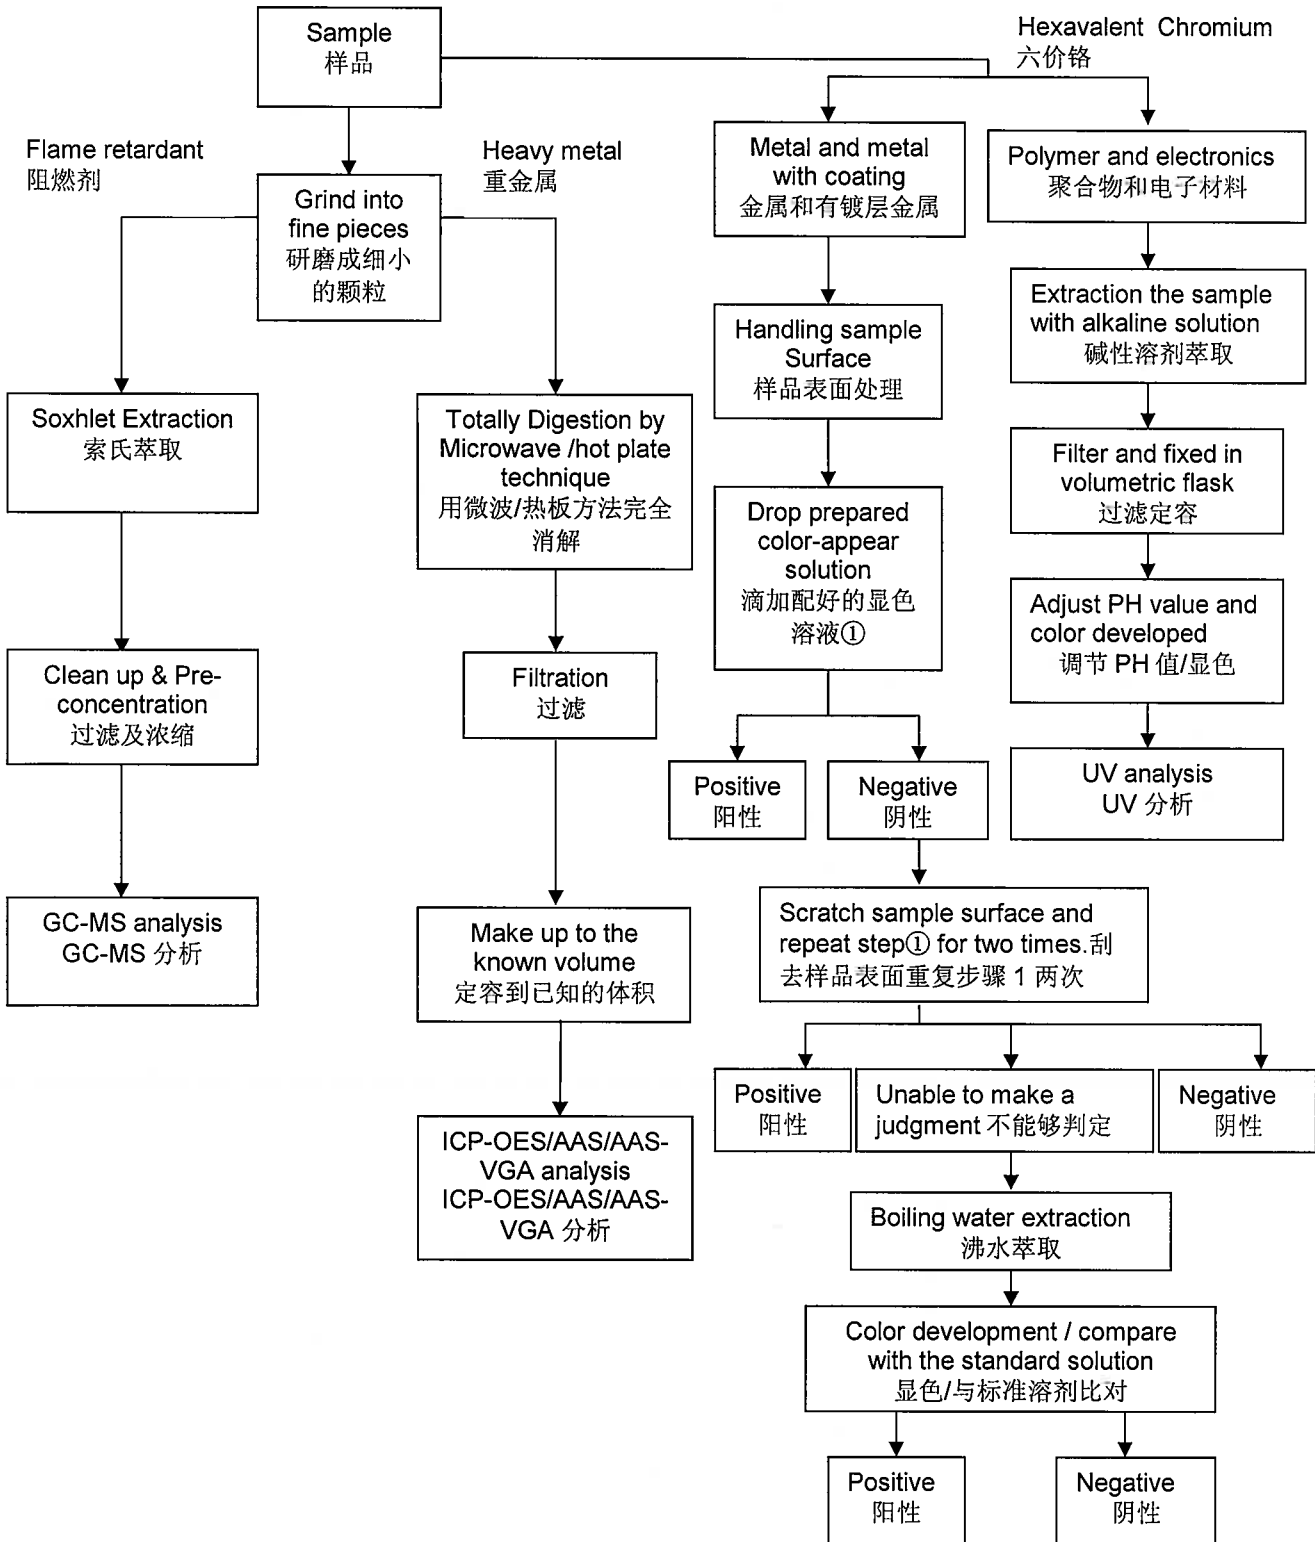 Sample
样品
Hexavalent Chromium
六价铬
Flame retardant
阻燃剂
Heavy metal
重金属
Grind into
fine pieces
研磨成细小
的颗粒
Soxhlet Extraction
索氏萃取
Clean up & Pre-
concentration
过滤及浓缩
GC-MS analysis
GC-MS 分析
Totally Digestion by
Microwave /hot plate
technique
用微波/热板方法完全
消解
Filtration
过滤
Make up to the
known volume
定容到已知的体积
ICP-OES/AAS/AAS-
VGA analysis
ICP-OES/AAS/AAS-
VGA 分析
Metal and metal
with coating
金属和有镀层金属
Handling sample
Surface
样品表面处理
Drop prepared
color-appear
solution
滴加配好的显色
溶液①
Positive
阳性
Negative
阴性
Scratch sample surface and
repeat step① for two times.刮
去样品表面重复步骤 1 两次
Positive
阳性
Unable to make a
judgment 不能够判定
Negative
阴性
Boiling water extraction
沸水萃取
Color development / compare
with the standard solution
显色/与标准溶剂比对
Positive
阳性
Negative
阴性
Polymer and electronics
聚合物和电子材料
Extraction the sample
with alkaline solution
碱性溶剂萃取
Filter and fixed in
volumetric flask
过滤定容
Adjust PH value and
color developed
调节 PH 值/显色
UV analysis
UV 分析